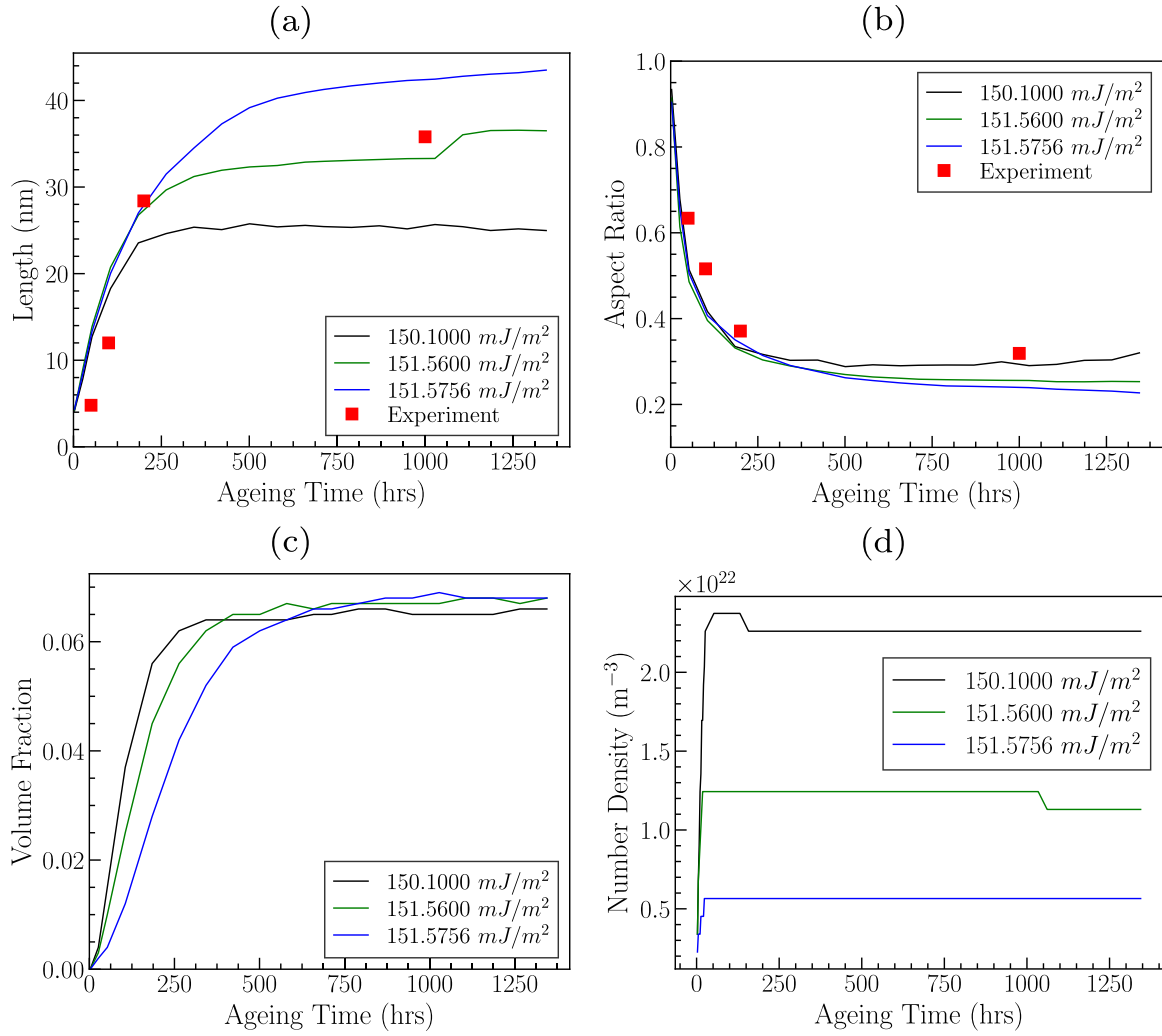 (a)
Length (nm)
40
30
20
10
0
0 250 500 750 1000 1250
Ageing Time (hrs)
150.1000 mJ/m²
151.5600 mJ/m²
151.5756 mJ/m²
Experiment
(b)
Aspect Ratio
1.0
0.8
0.6
0.4
0.2
0 250 500 750 1000 1250
Ageing Time (hrs)
150.1000 mJ/m²
151.5600 mJ/m²
151.5756 mJ/m²
Experiment
(c)
Volume Fraction
0.06
0.04
0.02
0.00
0 250 500 750 1000 1250
Ageing Time (hrs)
150.1000 mJ/m²
151.5600 mJ/m²
151.5756 mJ/m²
(d)
×10²²
Number Density (m⁻³)
2.0
1.5
1.0
0.5
0 250 500 750 1000 1250
Ageing Time (hrs)
150.1000 mJ/m²
151.5600 mJ/m²
151.5756 mJ/m²